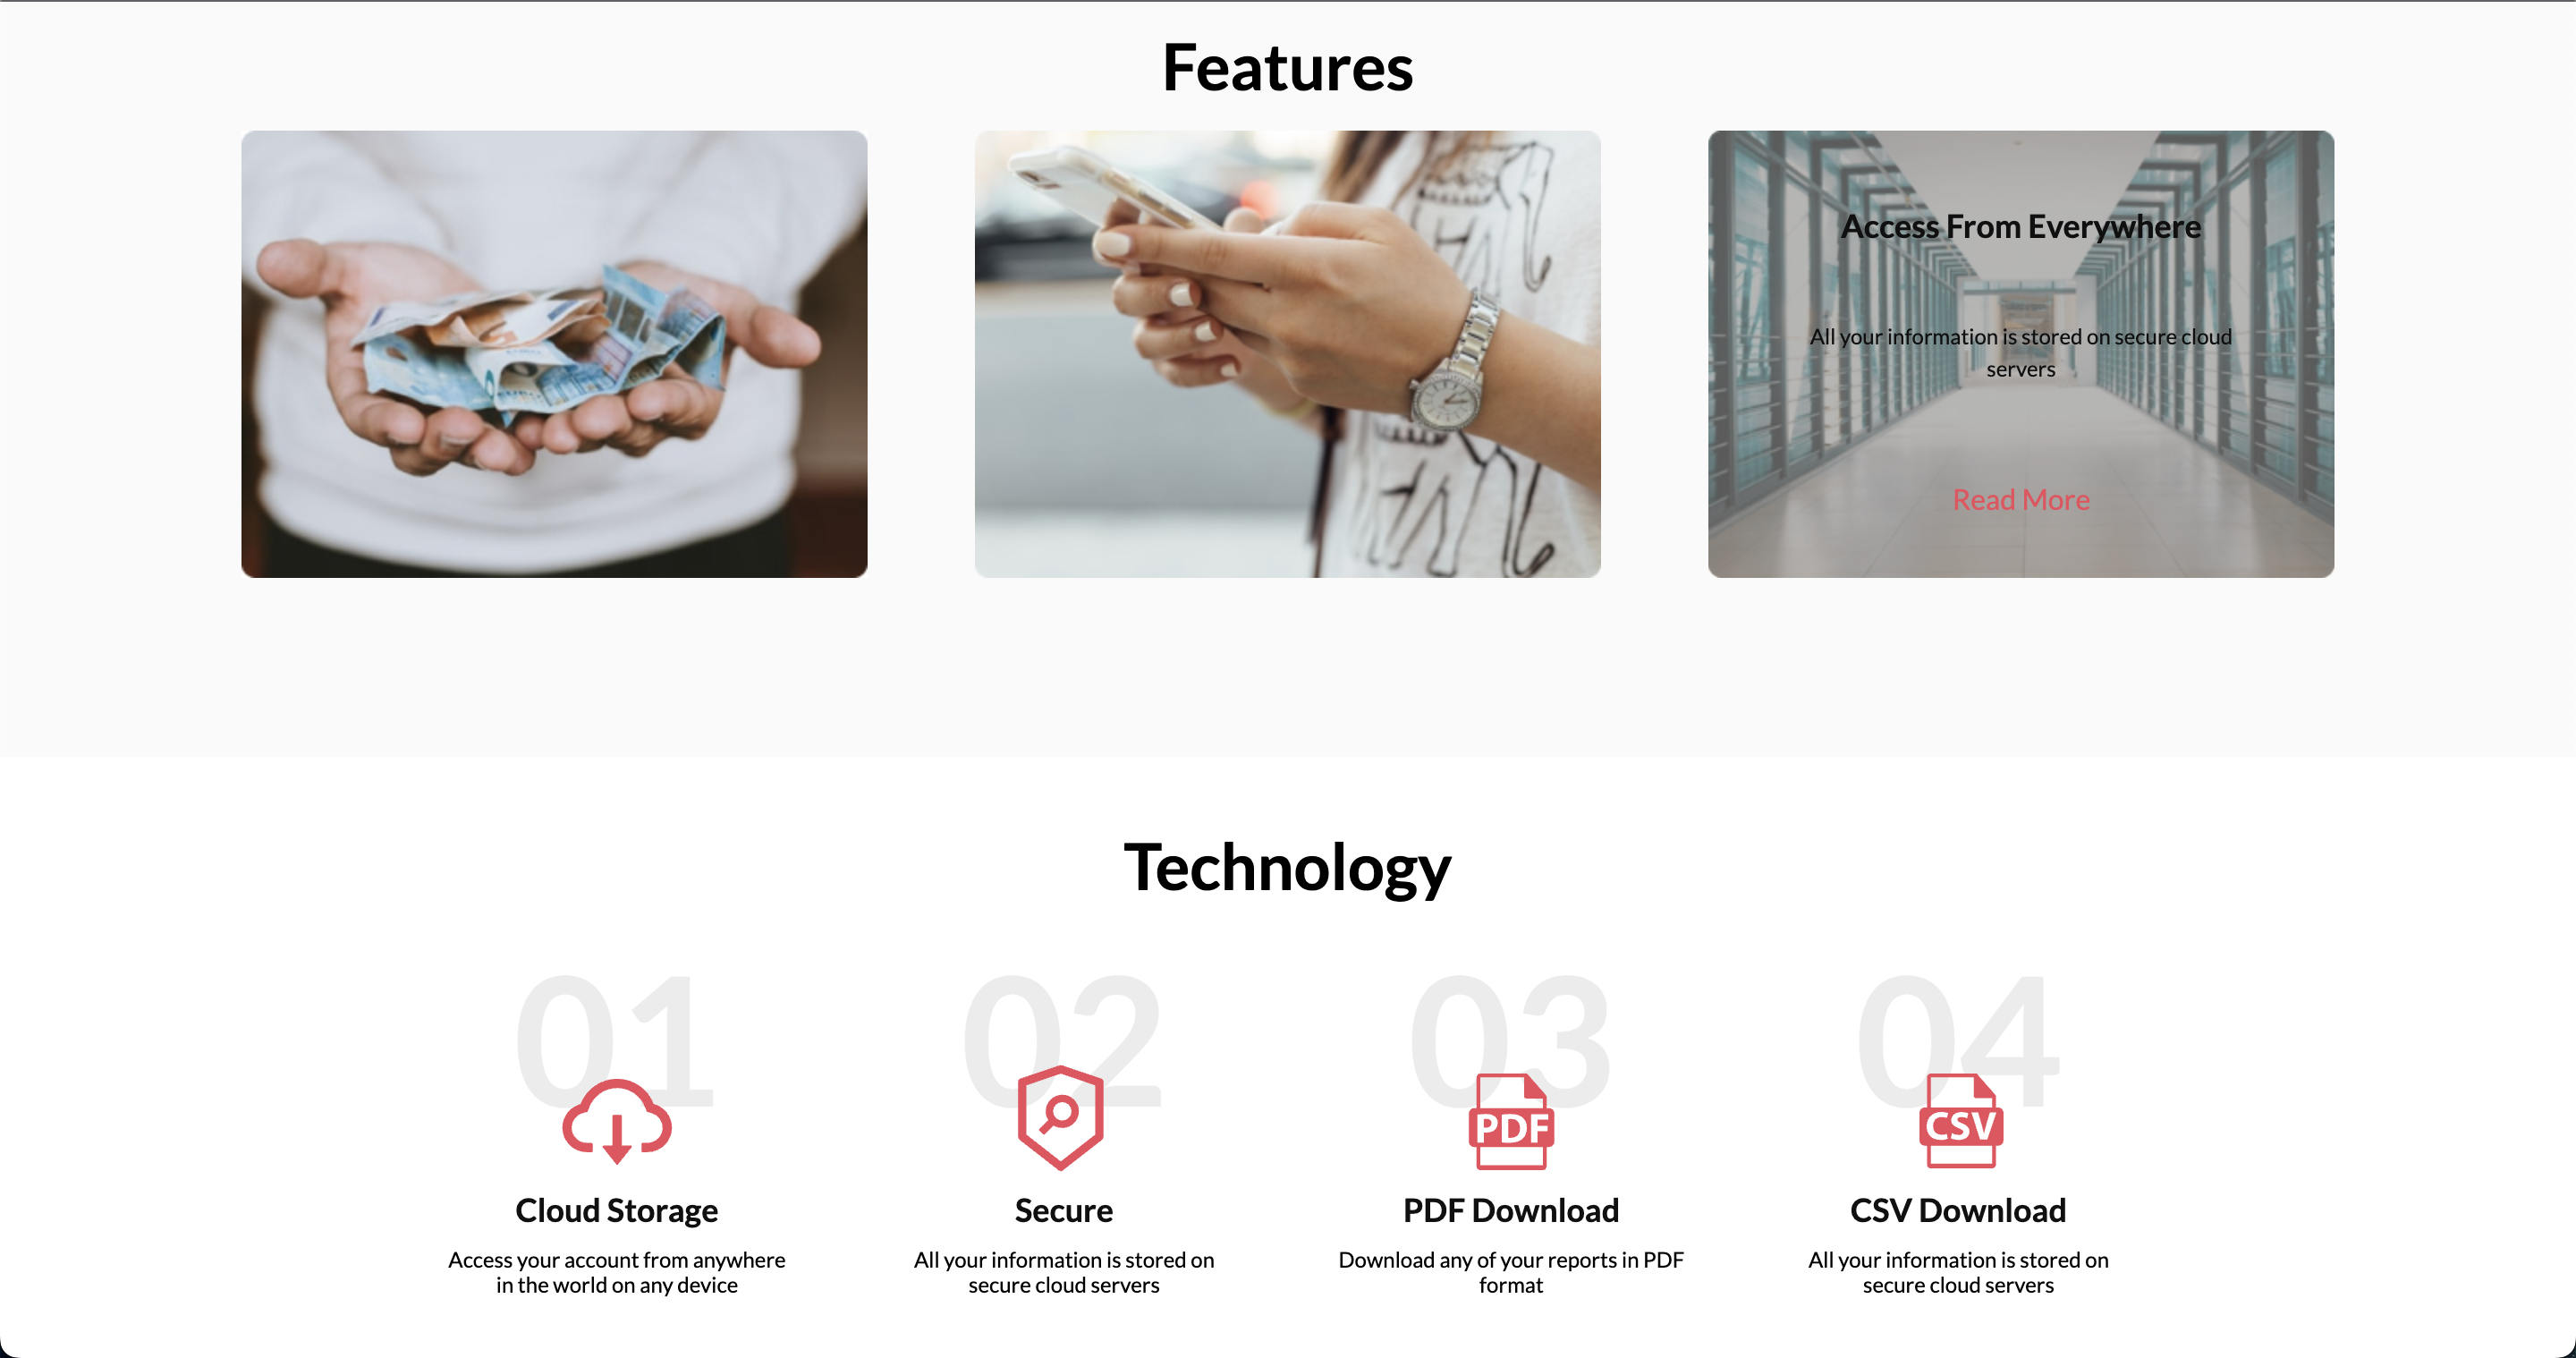 Features
Access From Everywhere
All your information is stored on secure cloud
servers
Read More
Technology
01
02
03
04
PDF
CSV
Cloud Storage
Secure
PDF Download
CSV Download
Access your account from anywhere
in the world on any device
All your information is stored on
secure cloud servers
Download any of your reports in PDF
format
All your information is stored on
secure cloud servers